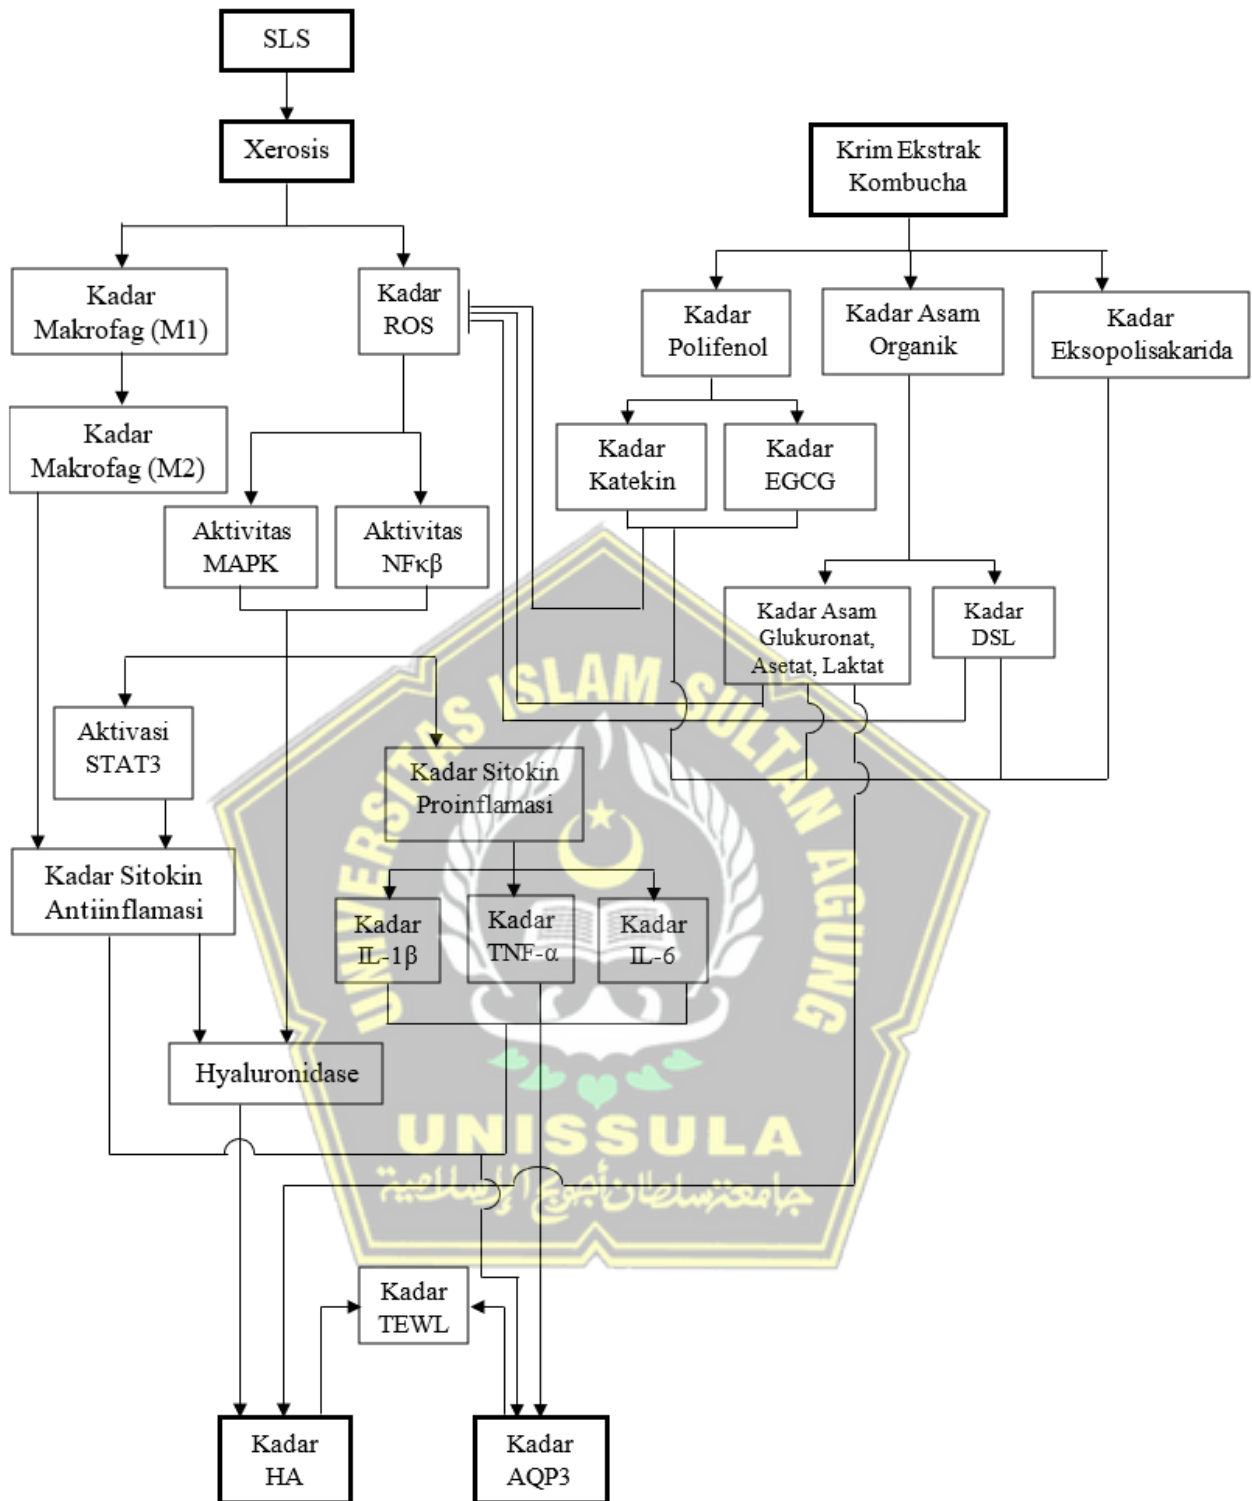 SLS
Xerosis
Krim Ekstrak
Kombucha
Kadar
Makrofag (M1)
Kadar
ROS
Kadar
Polifenol
Kadar Asam
Organik
Kadar
Eksopolisakarida
Kadar
Makrofag (M2)
Kadar
Katekin
Kadar
EGCG
Aktivitas
MAPK
Aktivitas
NFκβ
Kadar Asam
Glukuronat,
Asetat, Laktat
Kadar
DSL
Aktivasi
STAT3
Kadar Sitokin
Proinflamasi
Kadar Sitokin
Antiinflamasi
Kadar
IL-1β
Kadar
TNF-α
Kadar
IL-6
Hyaluronidase
UNIVERSITAS ISLAM SULTAN AGUNG
UNISSULA
جامعتسلطان أجونج الإسلامية
Kadar
TEWL
Kadar
HA
Kadar
AQP3